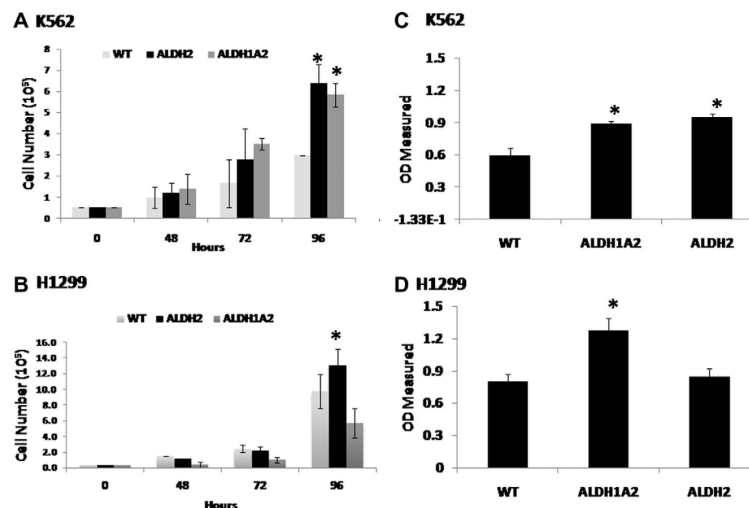 A K562
WT ALDH2 ALDH1A2
Cell Number (10⁵)
8
7
6
5
4
3
2
1
0
* *
0 48 72 96
Hours
B H1299
WT ALDH2 ALDH1A2
Cell Number (10⁵)
16.0
14.0
12.0
10.0
8.0
6.0
4.0
2.0
0.0
*
0 48 72 96
Hours
C K562
OD Measured
1.5
1.2
0.9
0.6
0.3
-1.33E-1
* *
WT ALDH1A2 ALDH2
D H1299
OD Measured
1.5
1.2
0.9
0.6
0.3
0
*
WT ALDH1A2 ALDH2